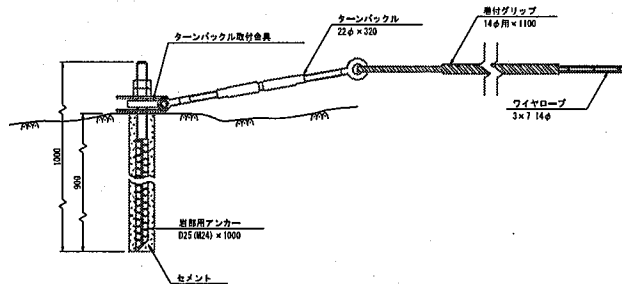 ターンバックル取付金具
ターンバックル
22φ×320
巻付グリップ
14φ用×1100
ワイヤロープ
3×7 14φ
1000
900
岩部用アンカー
D25(M24)×1000
セメント